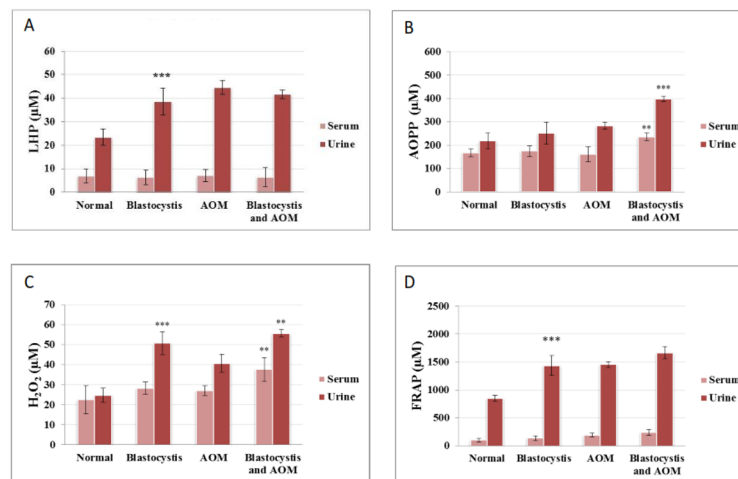 A
60
50
40
30
20
10
0
LHP (µM)
***
Normal Blastocystis AOM Blastocystis
and AOM
Serum
Urine
B
600
500
400
300
200
100
0
AOPP (µM)
**
***
Normal Blastocystis AOM Blastocystis
and AOM
Serum
Urine
C
70
60
50
40
30
20
10
0
H₂O₂ (µM)
***
**
**
Normal Blastocystis AOM Blastocystis
and AOM
Serum
Urine
D
2500
2000
1500
1000
500
0
FRAP (µM)
***
Normal Blastocystis AOM Blastocystis
and AOM
Serum
Urine